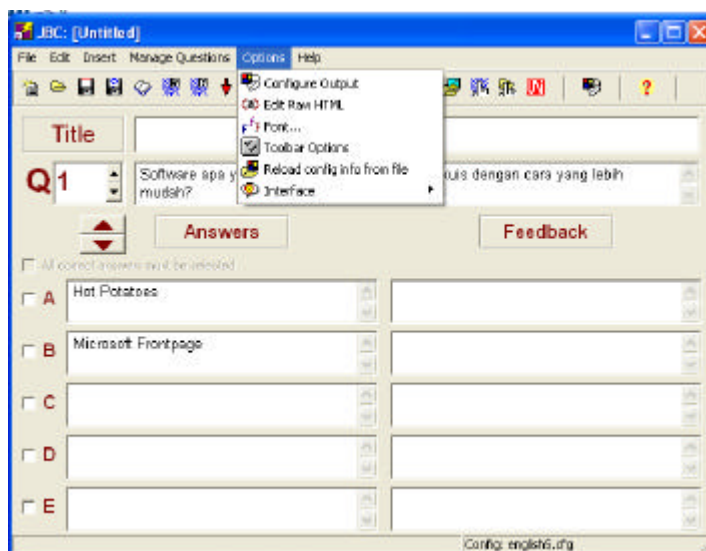 JBC: [Untitled]
File Edit Insert Manage Questions Options Help
Configure Output
Edit Raw HTML
Font...
Toolbar Options
Reload config info from file
Interface
Title
Q 1
Software apa y uis dengan cara yang lebih
mudah?
Answers Feedback
All correct answers must be selected
A Hot Potatoes
B Microsoft Frontpage
C
D
E
Config: english6.cfg